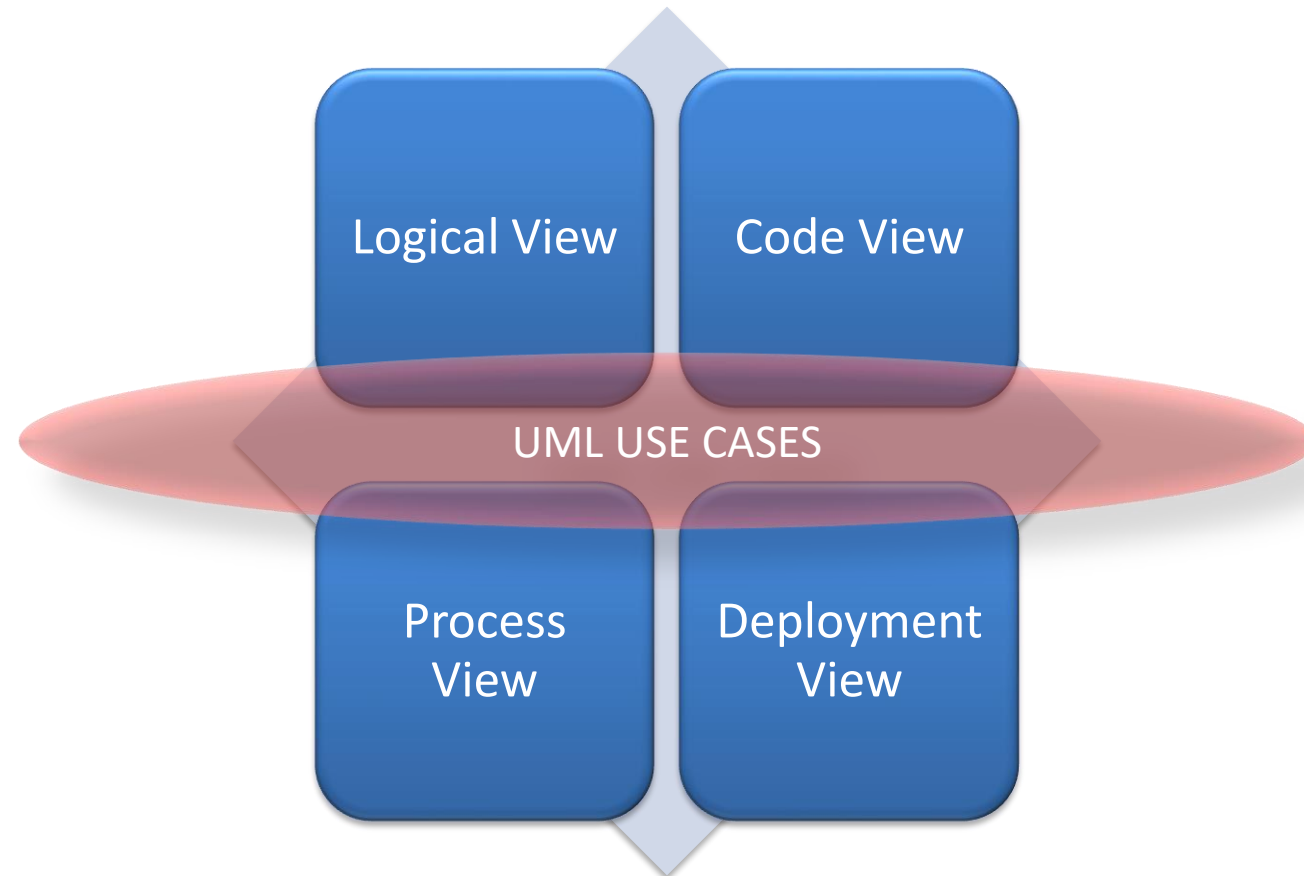 Logical View
Code View
UML USE CASES
Process
View
Deployment
View